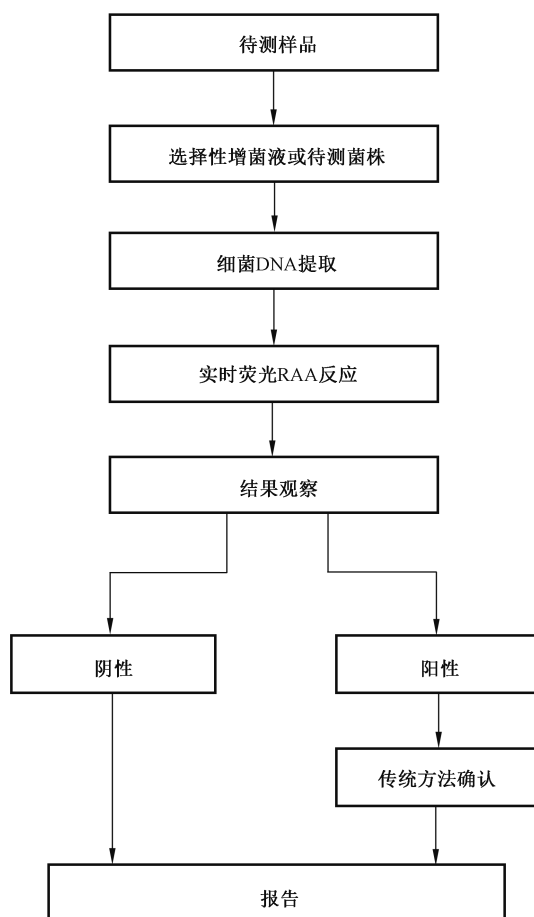 待测样品
选择性增菌液或待测菌株
细菌DNA提取
实时荧光RAA反应
结果观察
阴性
阳性
传统方法确认
报告